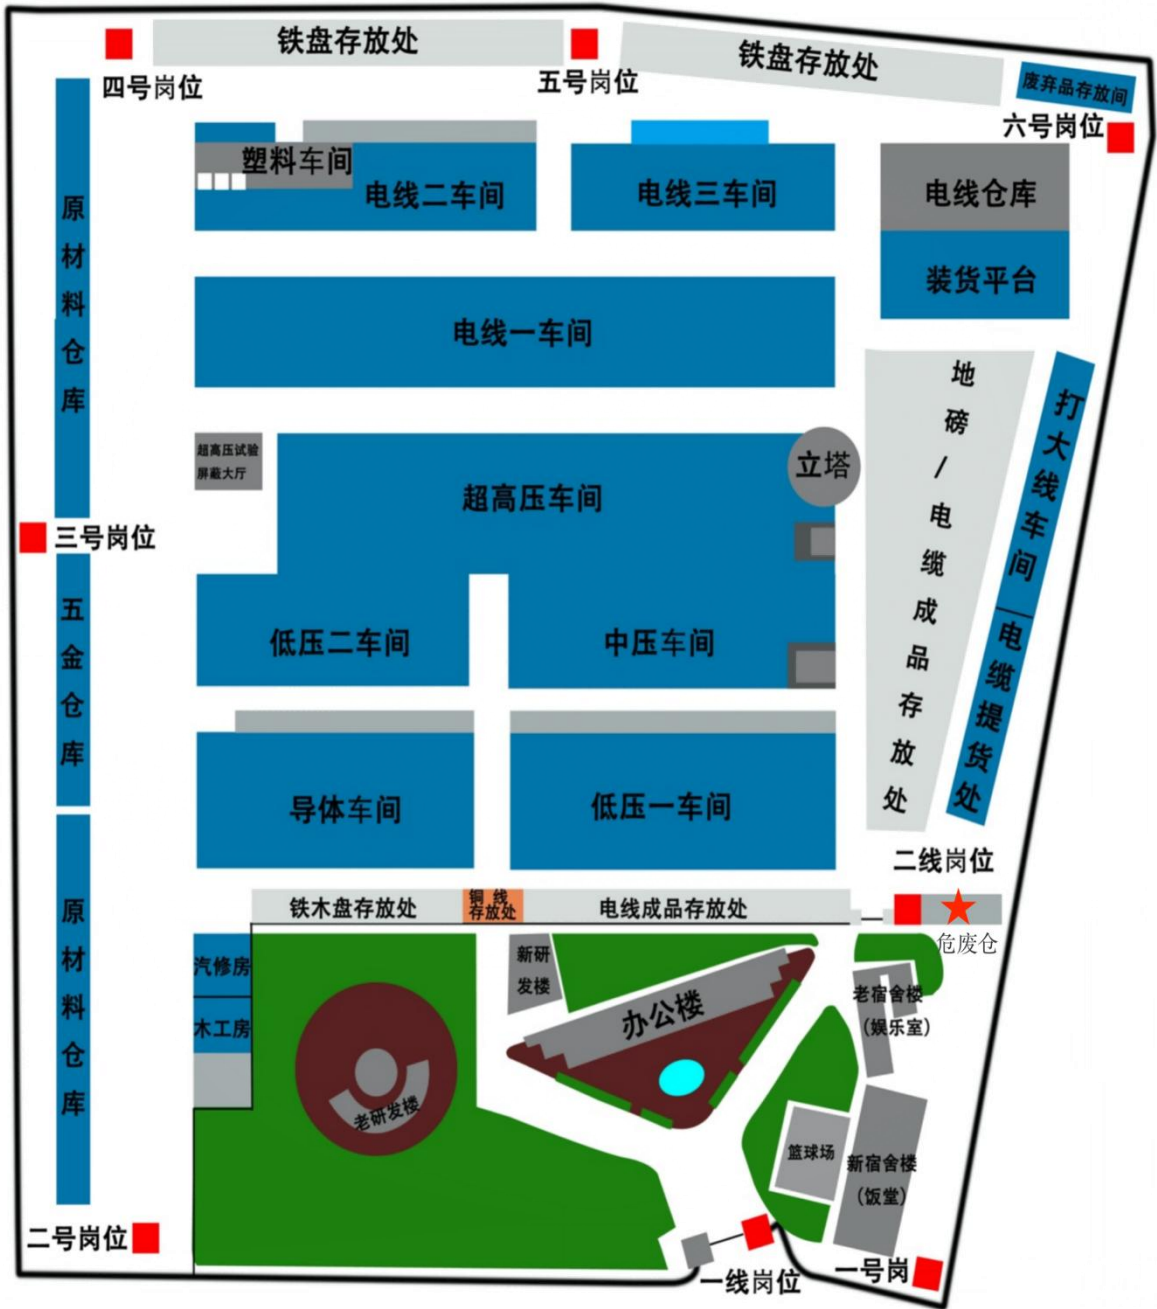 铁盘存放处
铁盘存放处
四号岗位
五号岗位
废弃品存放间
六号岗位
塑料车间
电线二车间
电线三车间
电线仓库
装货平台
原材料仓库
电线一车间
地磅/电缆成品存放处
打大线车间
电缆提货处
超高压试验
屏蔽大厅
超高压车间
立塔
三号岗位
五金仓库
低压二车间
中压车间
导体车间
低压一车间
二线岗位
原材料仓库
铁木盘存放处
铜线
存放处
电线成品存放处
危废仓
汽修房
木工房
新研
发楼
办公楼
老宿舍楼
(娱乐室)
老研发楼
篮球场
新宿舍楼
(饭堂)
二号岗位
一线岗位
一号岗